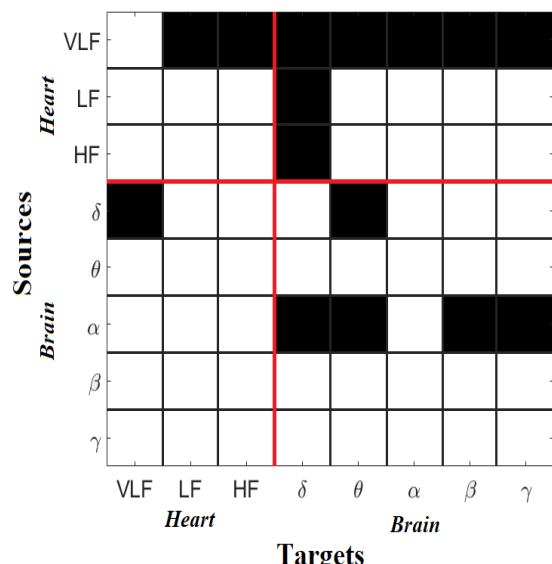 Sources
Heart
Brain
VLF
LF
HF
δ
θ
α
β
γ
VLF LF HF δ θ α β γ
Heart Brain
Targets